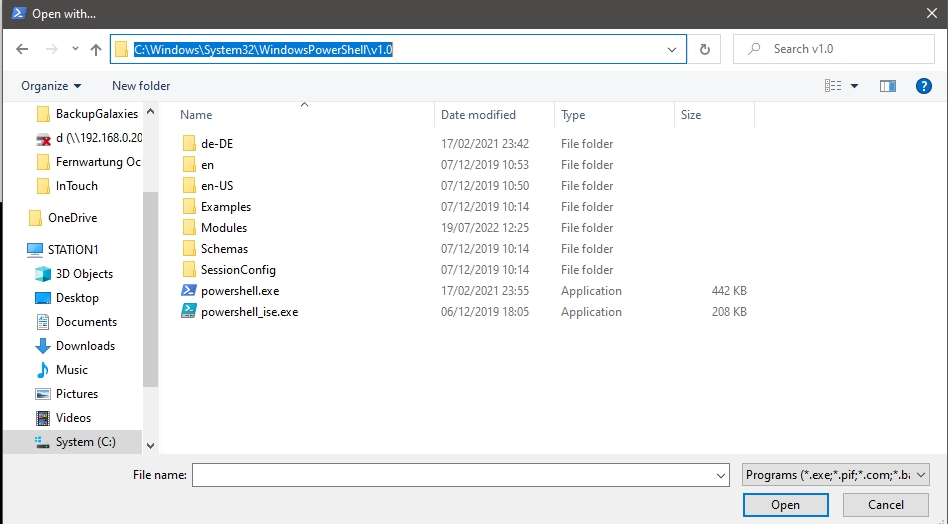 Open with...
C:\Windows\System32\WindowsPowerShell\v1.0
Search v1.0
Organize New folder
BackupGalaxies
d (\\192.168.0.20
Fernwartung Oc
InTouch
OneDrive
STATION1
3D Objects
Desktop
Documents
Downloads
Music
Pictures
Videos
System (C:)
Name Date modified Type Size
de-DE 17/02/2021 23:42 File folder
en 07/12/2019 10:53 File folder
en-US 07/12/2019 10:50 File folder
Examples 07/12/2019 10:14 File folder
Modules 19/07/2022 12:25 File folder
Schemas 07/12/2019 10:14 File folder
SessionConfig 07/12/2019 10:14 File folder
powershell.exe 17/02/2021 23:55 Application 442 KB
powershell_ise.exe 06/12/2019 18:05 Application 208 KB
File name: Programs (*.exe;*.pif;*.com;*.ba
Open Cancel